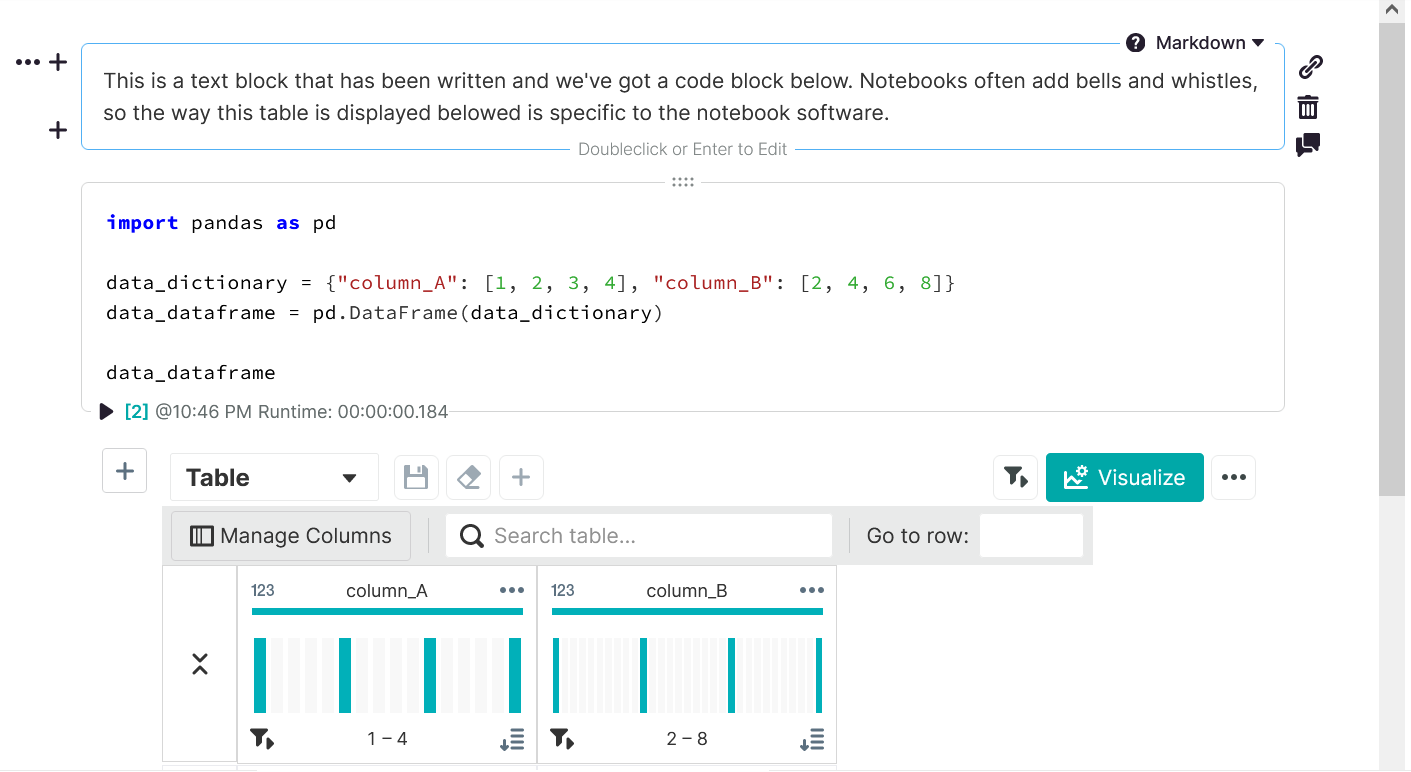 Markdown
This is a text block that has been written and we've got a code block below. Notebooks often add bells and whistles,
so the way this table is displayed belowed is specific to the notebook software.
Doubleclick or Enter to Edit
import pandas as pd
data_dictionary = {"column_A": [1, 2, 3, 4], "column_B": [2, 4, 6, 8]}
data_dataframe = pd.DataFrame(data_dictionary)
data_dataframe
[2] @10:46 PM Runtime: 00:00:00.184
Table
Visualize
Manage Columns
Search table...
Go to row:
123 column_A
123 column_B
1 – 4
2 – 8